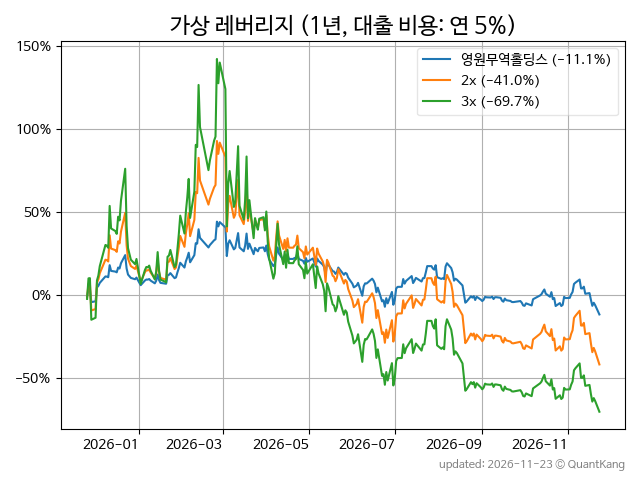 가상 레버리지 (1년, 대출 비용: 연 5%)
150%
100%
50%
0%
−50%
영원무역홀딩스 (−11.1%)
2x (−41.0%)
3x (−69.7%)
2026−01
2026−03
2026−05
2026−07
2026−09
2026−11
updated: 2026−11−23 © QuantKang